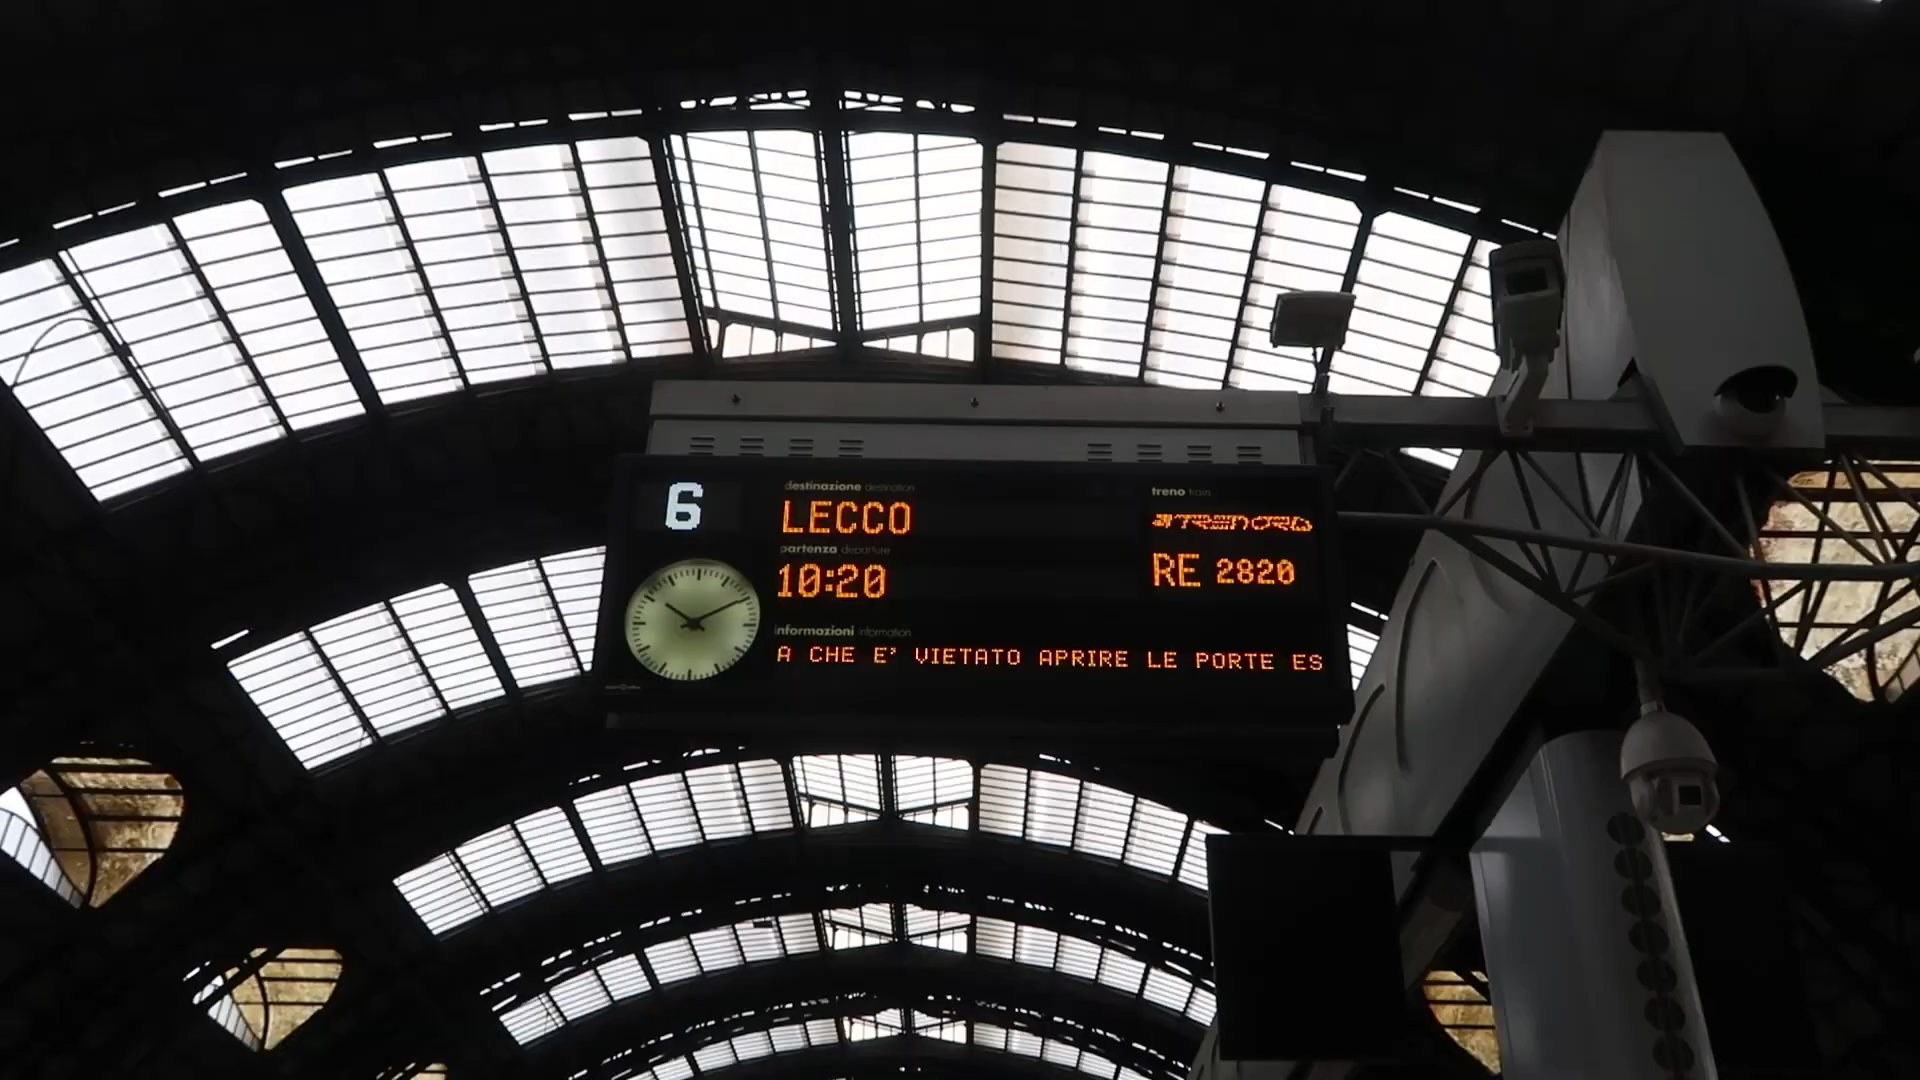 6
destinazione destination
LECCO
treno train
TRENORD
partenza departure
10:20
RE 2820
informazioni information
A CHE E' VIETATO APRIRE LE PORTE ES